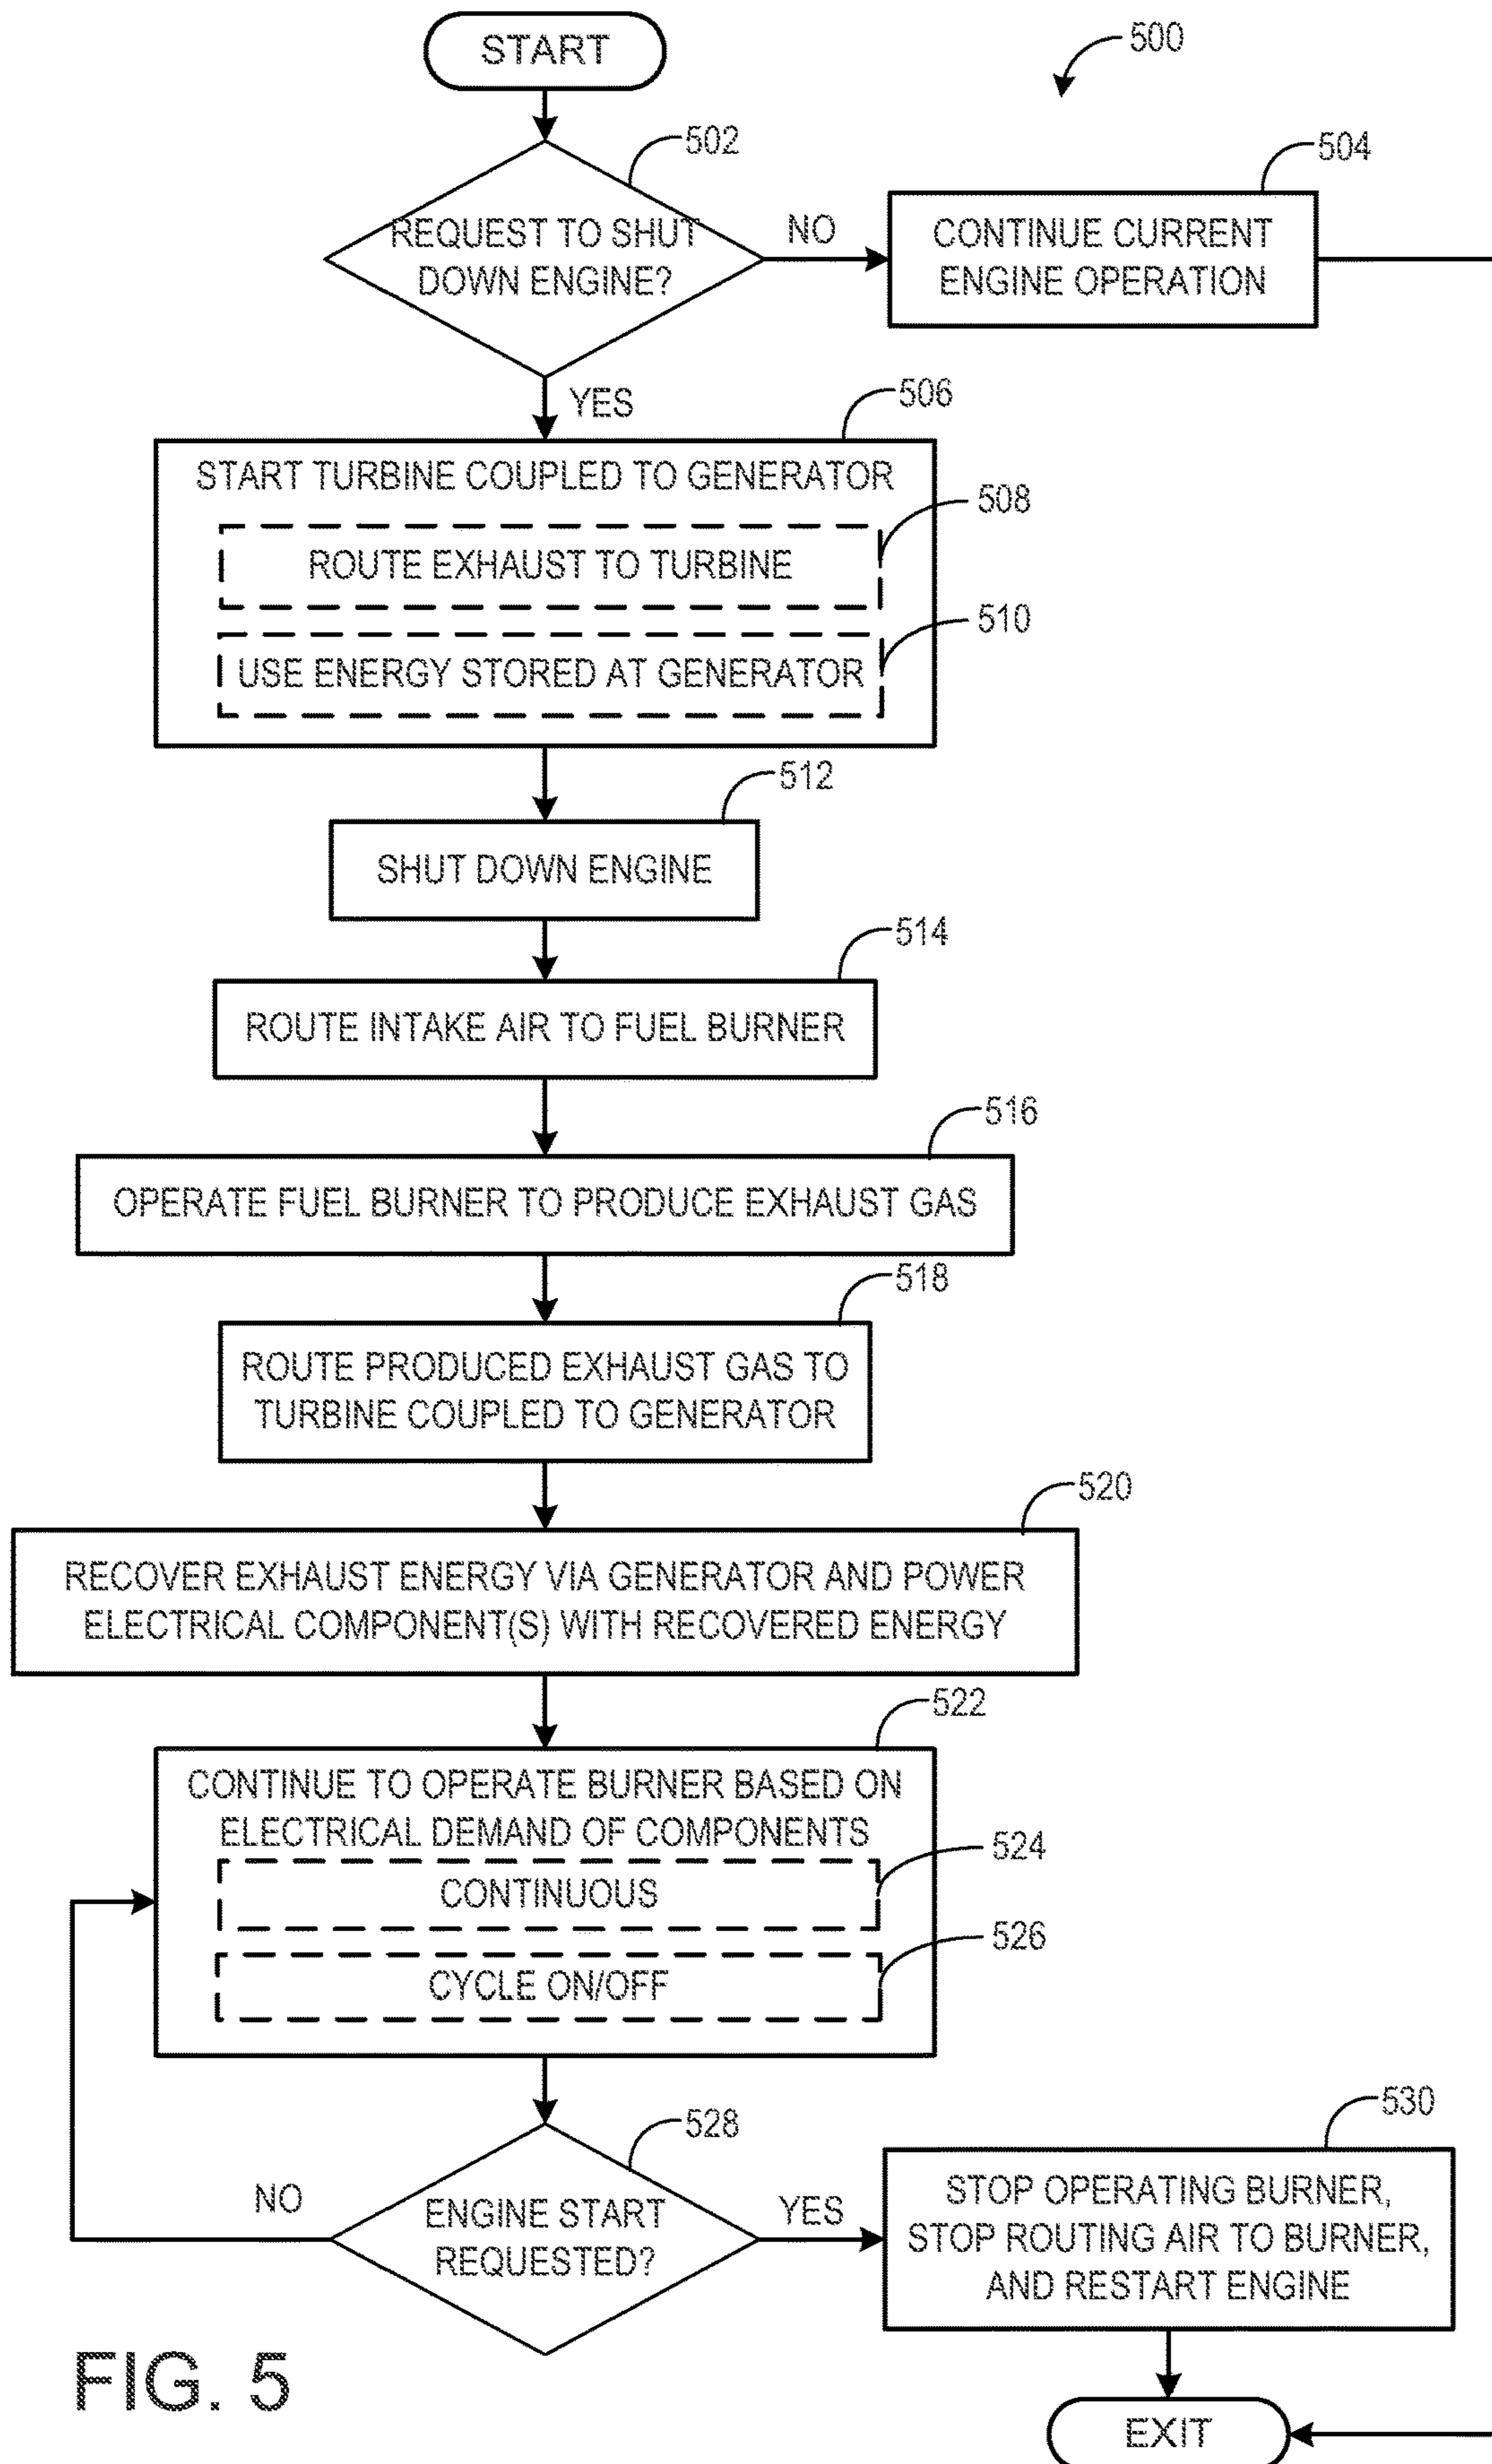 START
500
502
REQUEST TO SHUT
DOWN ENGINE?
NO
504
CONTINUE CURRENT
ENGINE OPERATION
YES
506
START TURBINE COUPLED TO GENERATOR
508
ROUTE EXHAUST TO TURBINE
510
USE ENERGY STORED AT GENERATOR
512
SHUT DOWN ENGINE
514
ROUTE INTAKE AIR TO FUEL BURNER
516
OPERATE FUEL BURNER TO PRODUCE EXHAUST GAS
518
ROUTE PRODUCED EXHAUST GAS TO
TURBINE COUPLED TO GENERATOR
520
RECOVER EXHAUST ENERGY VIA GENERATOR AND POWER
ELECTRICAL COMPONENT(S) WITH RECOVERED ENERGY
522
CONTINUE TO OPERATE BURNER BASED ON
ELECTRICAL DEMAND OF COMPONENTS
524
CONTINUOUS
526
CYCLE ON/OFF
528
ENGINE START
REQUESTED?
NO
YES
530
STOP OPERATING BURNER,
STOP ROUTING AIR TO BURNER,
AND RESTART ENGINE
EXIT
FIG. 5